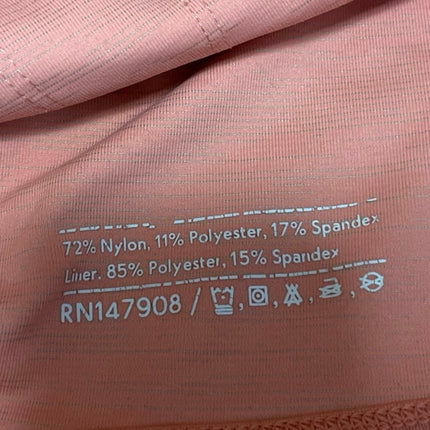 72% Nylon, 11% Polyester, 17% Spandex
Liner: 85% Polyester, 15% Spandex
RN147908 /